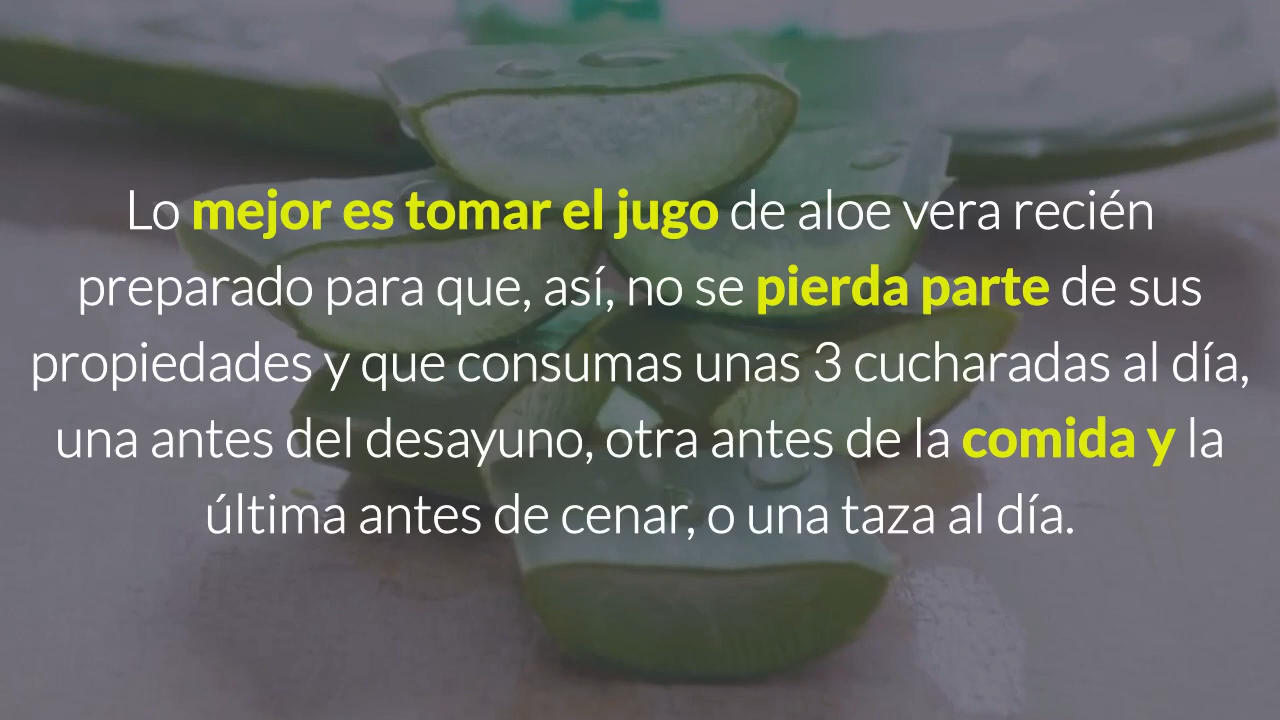 Lo mejor es tomar el jugo de aloe vera recién
preparado para que, así, no se pierda parte de sus
propiedades y que consumas unas 3 cucharadas al día,
una antes del desayuno, otra antes de la comida y la
última antes de cenar, o una taza al día.